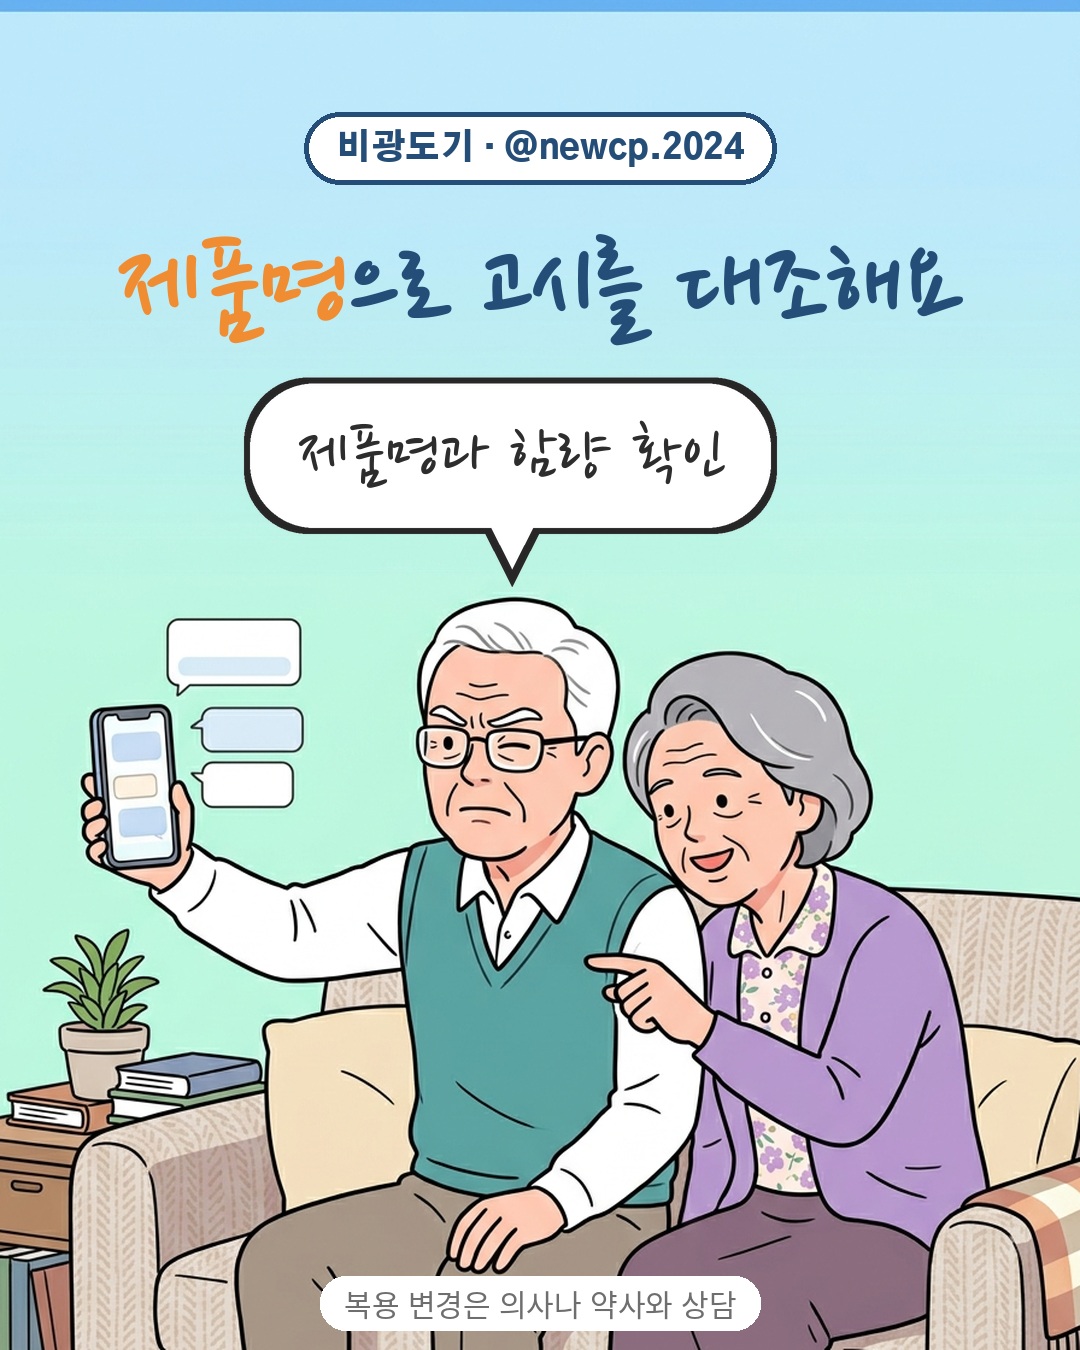 비광도기 · @newcp.2024
제품명으로 고시를 대조해요
제품명과 함량 확인
복용 변경은 의사나 약사와 상담